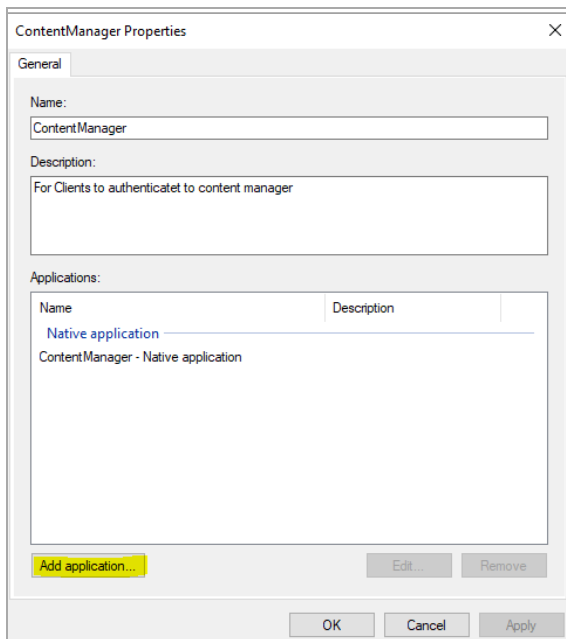 ContentManager Properties
General
Name:
ContentManager
Description:
For Clients to authenticatet to content manager
Applications:
Name Description
Native application
ContentManager - Native application
Add application... Edit... Remove
OK Cancel Apply